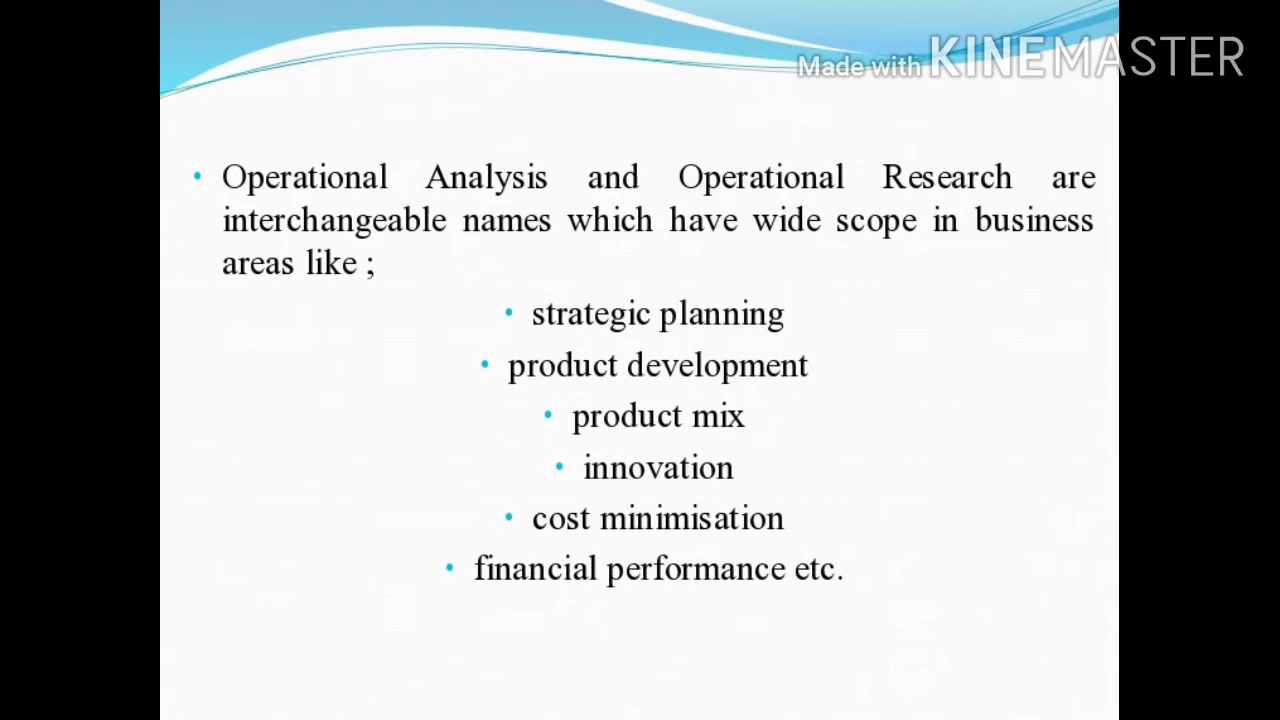 Made with KINEMASTER
• Operational Analysis and Operational Research are
interchangeable names which have wide scope in business
areas like ;
• strategic planning
• product development
• product mix
• innovation
• cost minimisation
• financial performance etc.